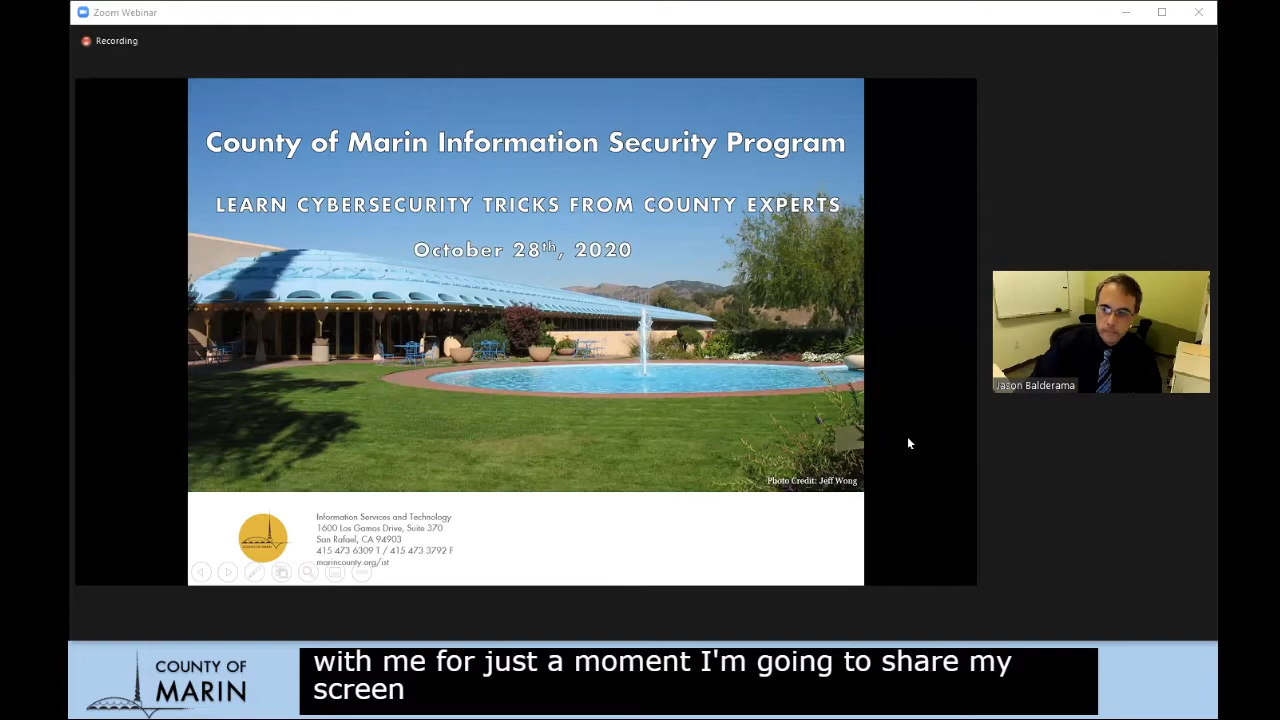 Zoom Webinar
Recording
County of Marin Information Security Program
LEARN CYBERSECURITY TRICKS FROM COUNTY EXPERTS
October 28th, 2020
Jason Balderama
Photo Credit: Jeff Wong
Information Services and Technology
1600 Los Gamos Drive, Suite 370
San Rafael, CA 94903
415 473 6309 T / 415 473 3792 F
marincounty.org/ist
COUNTY OF
MARIN
with me for just a moment I'm going to share my
screen